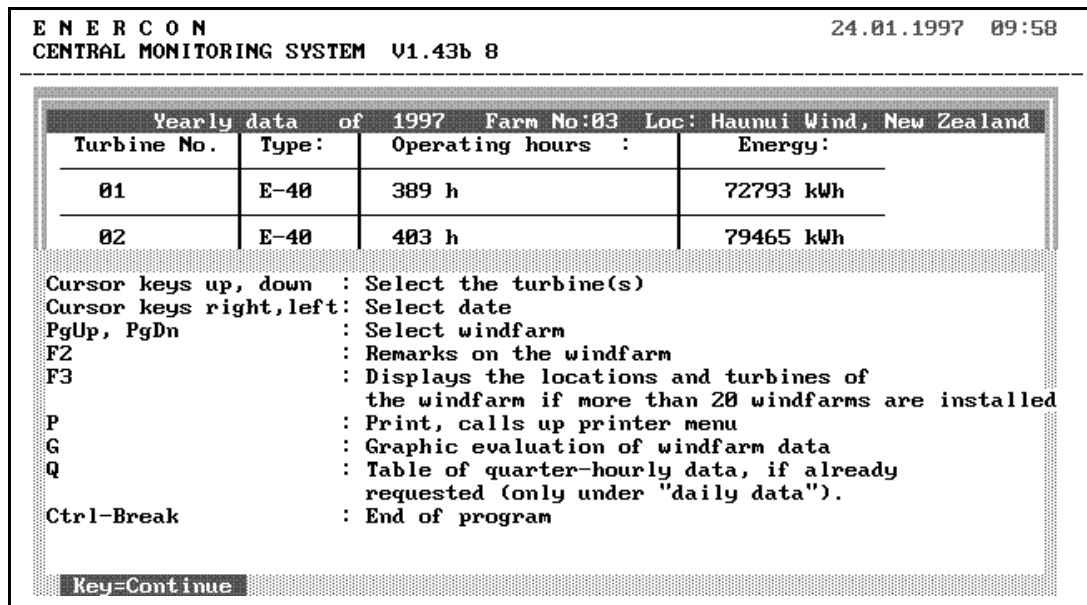 E N E R C O N 24.01.1997 09:58
CENTRAL MONITORING SYSTEM V1.43b 8
Yearly data of 1997 Farm No:03 Loc: Haunui Wind, New Zealand
Turbine No. Type: Operating hours : Energy:
01 E-40 389 h 72793 kWh
02 E-40 403 h 79465 kWh
Cursor keys up, down : Select the turbine(s)
Cursor keys right,left: Select date
PgUp, PgDn : Select windfarm
F2 : Remarks on the windfarm
F3 : Displays the locations and turbines of
the windfarm if more than 20 windfarms are installed
P : Print, calls up printer menu
G : Graphic evaluation of windfarm data
Q : Table of quarter-hourly data, if already
requested (only under "daily data").
Ctrl-Break : End of program
Key=Continue